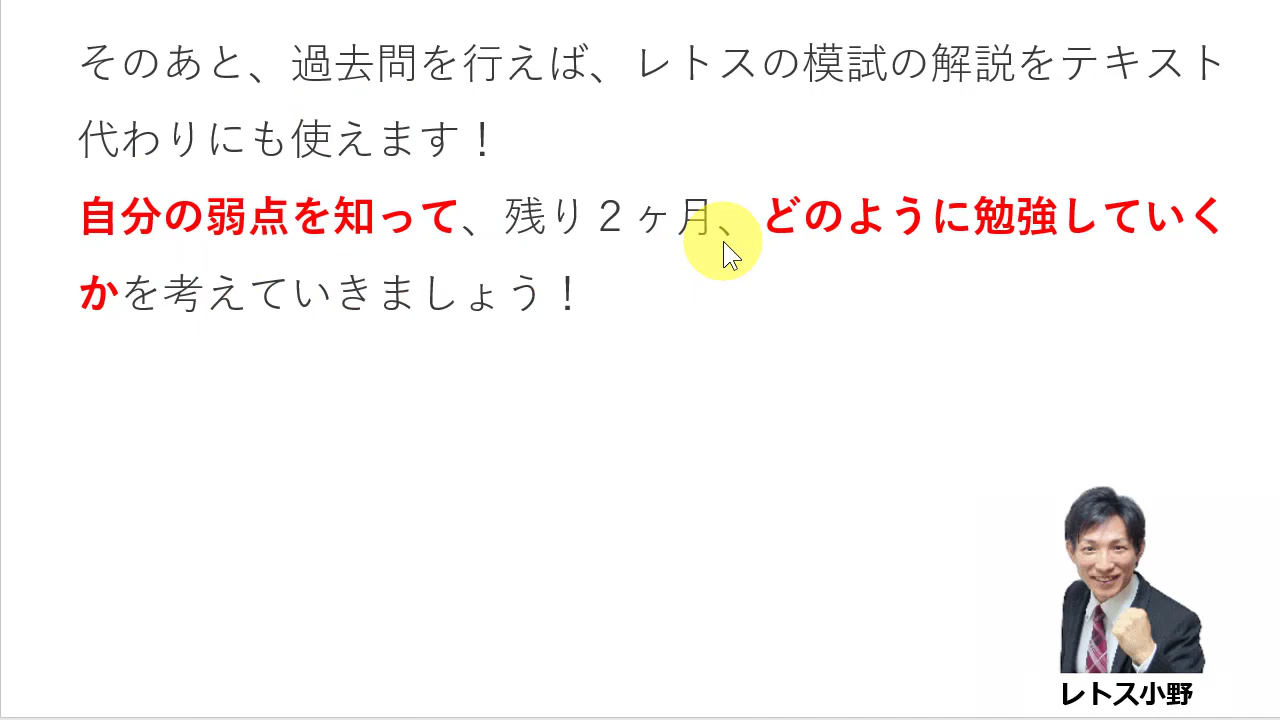 そのあと、過去問を行えば、レトスの模試の解説をテキスト
代わりにも使えます！
自分の弱点を知って、残り２ヶ月、どのように勉強していく
かを考えていきましょう！
レトス小野